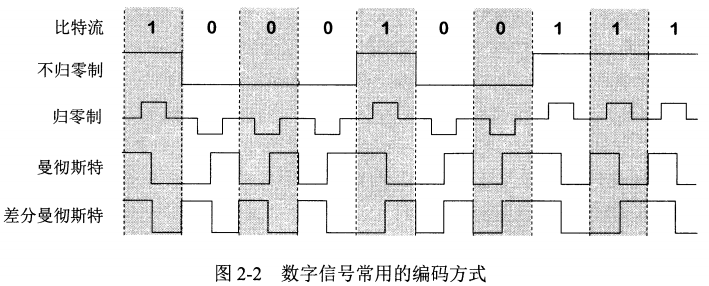 比特流 1 0 0 0 1 0 0 1 1 1
不归零制
归零制
曼彻斯特
差分曼彻斯特
图 2-2 数字信号常用的编码方式